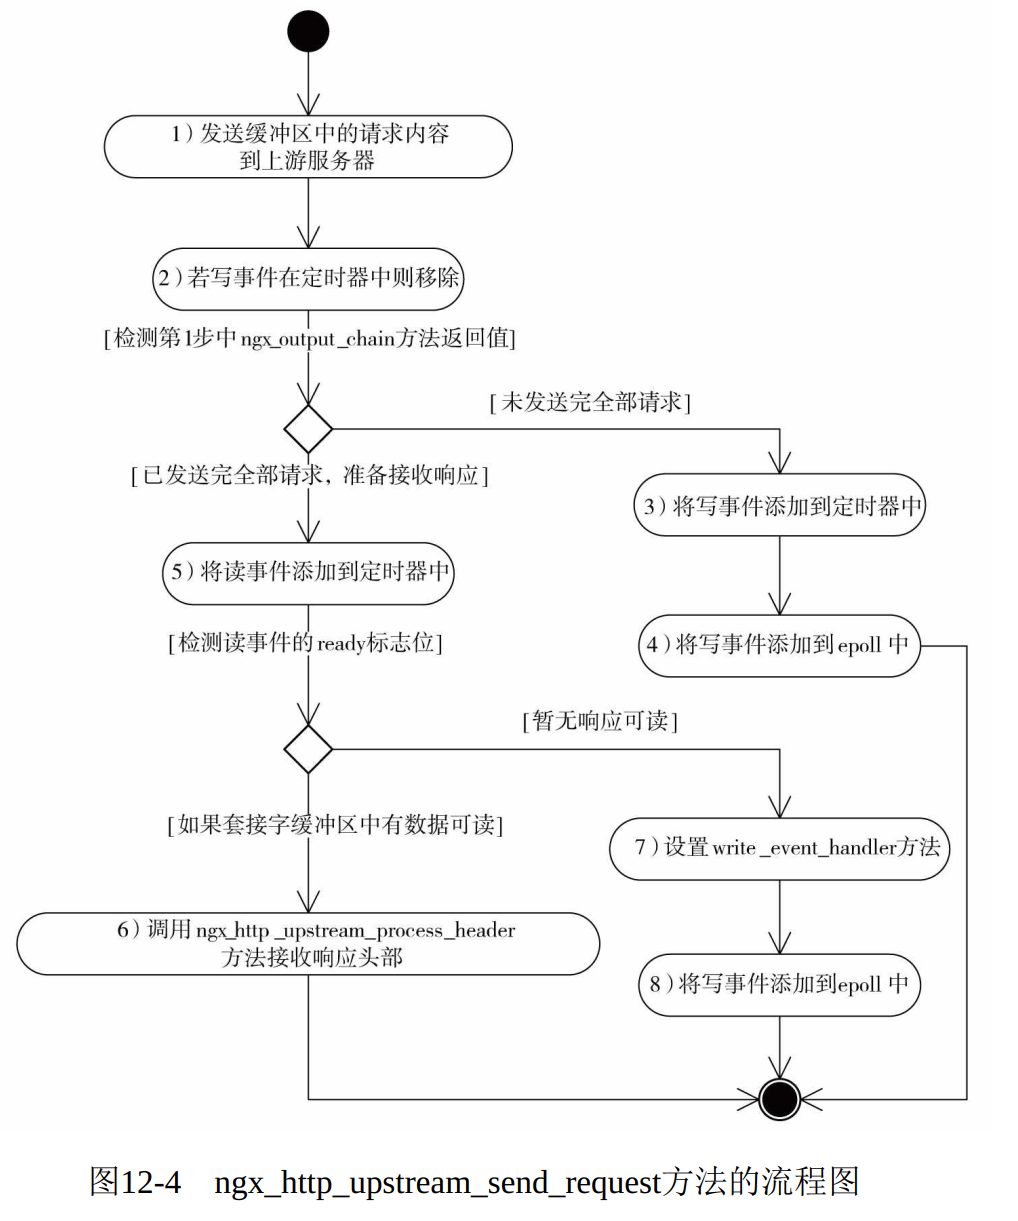 1）发送缓冲区中的请求内容
到上游服务器
2）若写事件在定时器中则移除
[检测第1步中ngx_output_chain方法返回值]
[未发送完全部请求]
[已发送完全部请求，准备接收响应]
3）将写事件添加到定时器中
5）将读事件添加到定时器中
[检测读事件的ready标志位]
4）将写事件添加到epoll中
[暂无响应可读]
[如果套接字缓冲区中有数据可读]
7）设置write_event_handler方法
6）调用ngx_http_upstream_process_header
方法接收响应头部
8）将写事件添加到epoll中
图12-4 ngx_http_upstream_send_request方法的流程图